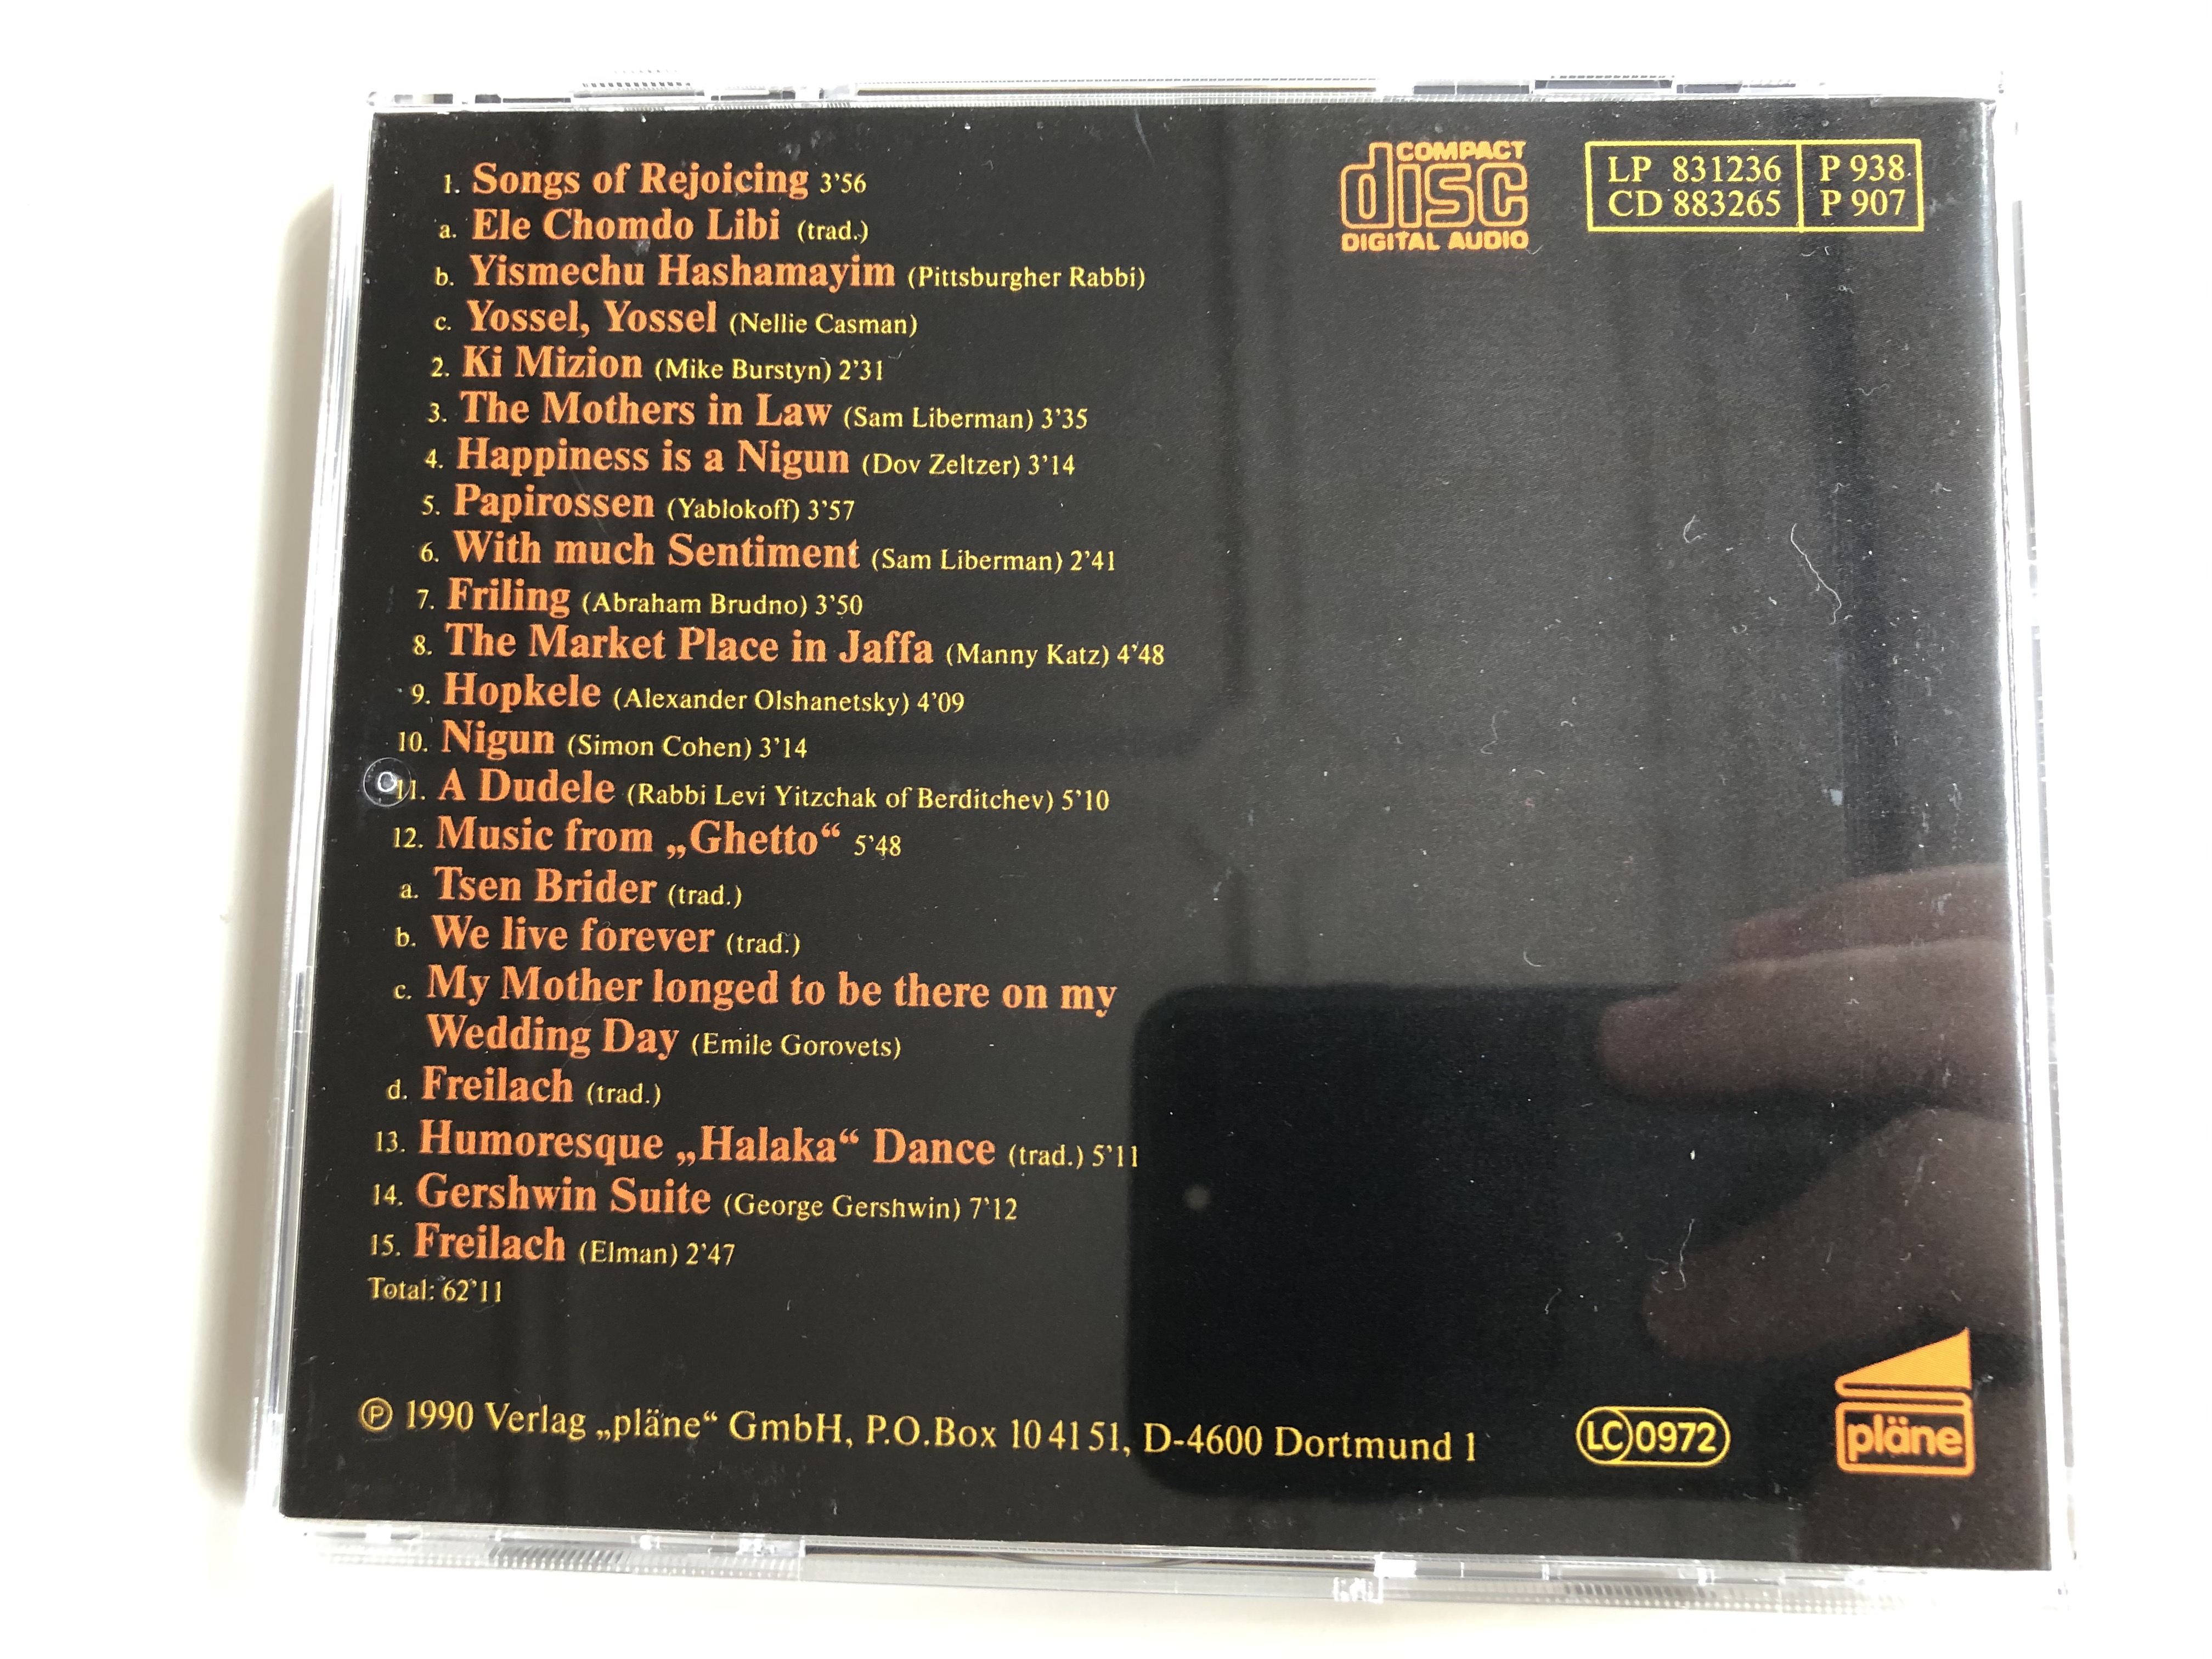 1. Songs of Rejoicing 3’56
a. Ele Chomdo Libi (trad.)
b. Yismechu Hashamayim (Pittsburgher Rabbi)
c. Yossel, Yossel (Nellie Casman)
2. Ki Mizion (Mike Burstyn) 2’31
3. The Mothers in Law (Sam Liberman) 3’35
4. Happiness is a Nigun (Dov Zeltzer) 3’14
5. Papirossen (Yablokoff) 3’57
6. With much Sentiment (Sam Liberman) 2’41
7. Friling (Abraham Brudno) 3’50
8. The Market Place in Jaffa (Manny Katz) 4’48
9. Hopkele (Alexander Olshanetsky) 4’09
10. Nigun (Simon Cohen) 3’14
11. A Dudele (Rabbi Levi Yitzchak of Berditchev) 5’10
12. Music from „Ghetto“ 5’48
a. Tsen Brider (trad.)
b. We live forever (trad.)
c. My Mother longed to be there on my
Wedding Day (Emile Gorovets)
d. Freilach (trad.)
13. Humoresque „Halaka“ Dance (trad.) 5’11
14. Gershwin Suite (George Gershwin) 7’12
15. Freilach (Elman) 2’47
Total: 62’11
COMPACT
disc
DIGITAL AUDIO
LP 831236 P 938
CD 883265 P 907
℗ 1990 Verlag „pläne“ GmbH, P.O.Box 10 41 51, D-4600 Dortmund 1
LC 0972
pläne